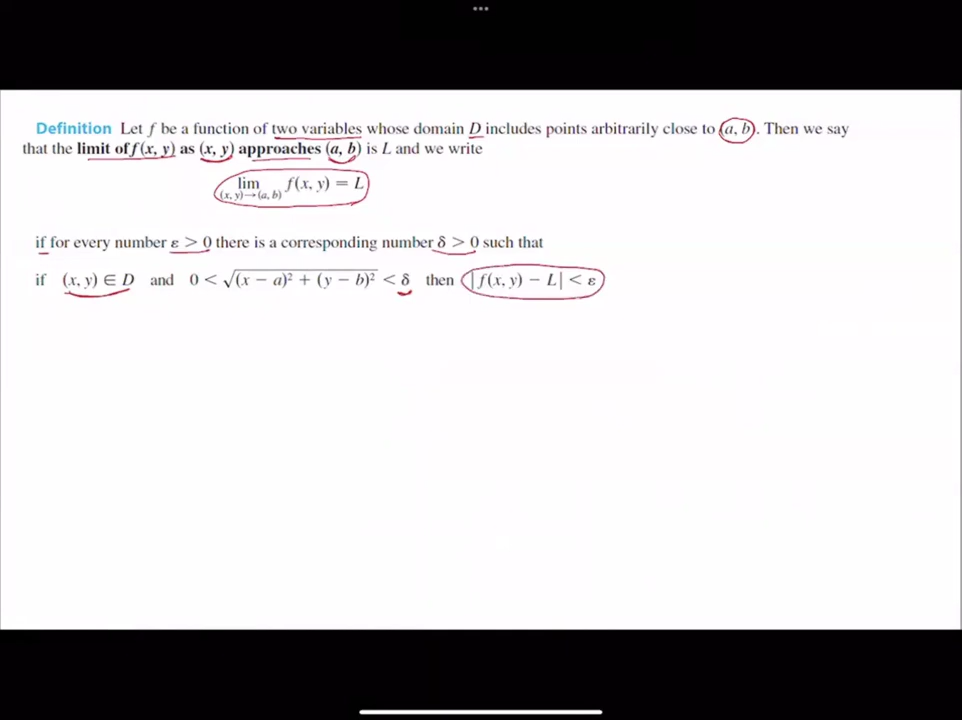 Definition Let f be a function of two variables whose domain D includes points arbitrarily close to (a, b). Then we say
that the limit of f(x, y) as (x, y) approaches (a, b) is L and we write
lim f(x, y) = L
(x, y)→(a, b)
if for every number ε > 0 there is a corresponding number δ > 0 such that
if (x, y) ∈ D and 0 < √(x − a)² + (y − b)² < δ then |f(x, y) − L| < ε